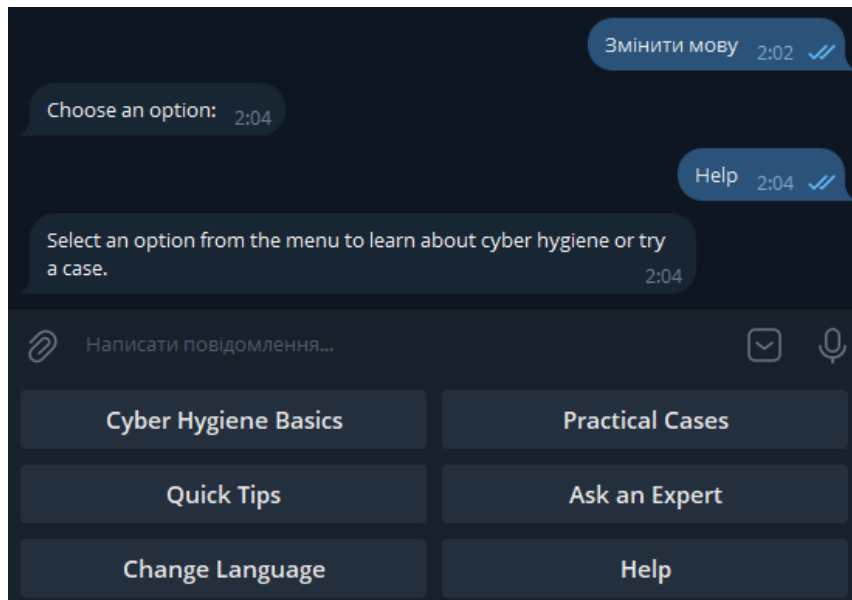 Змінити мову 2:02
Choose an option: 2:04
Help 2:04
Select an option from the menu to learn about cyber hygiene or try
a case. 2:04
Написати повідомлення...
Cyber Hygiene Basics Practical Cases
Quick Tips Ask an Expert
Change Language Help